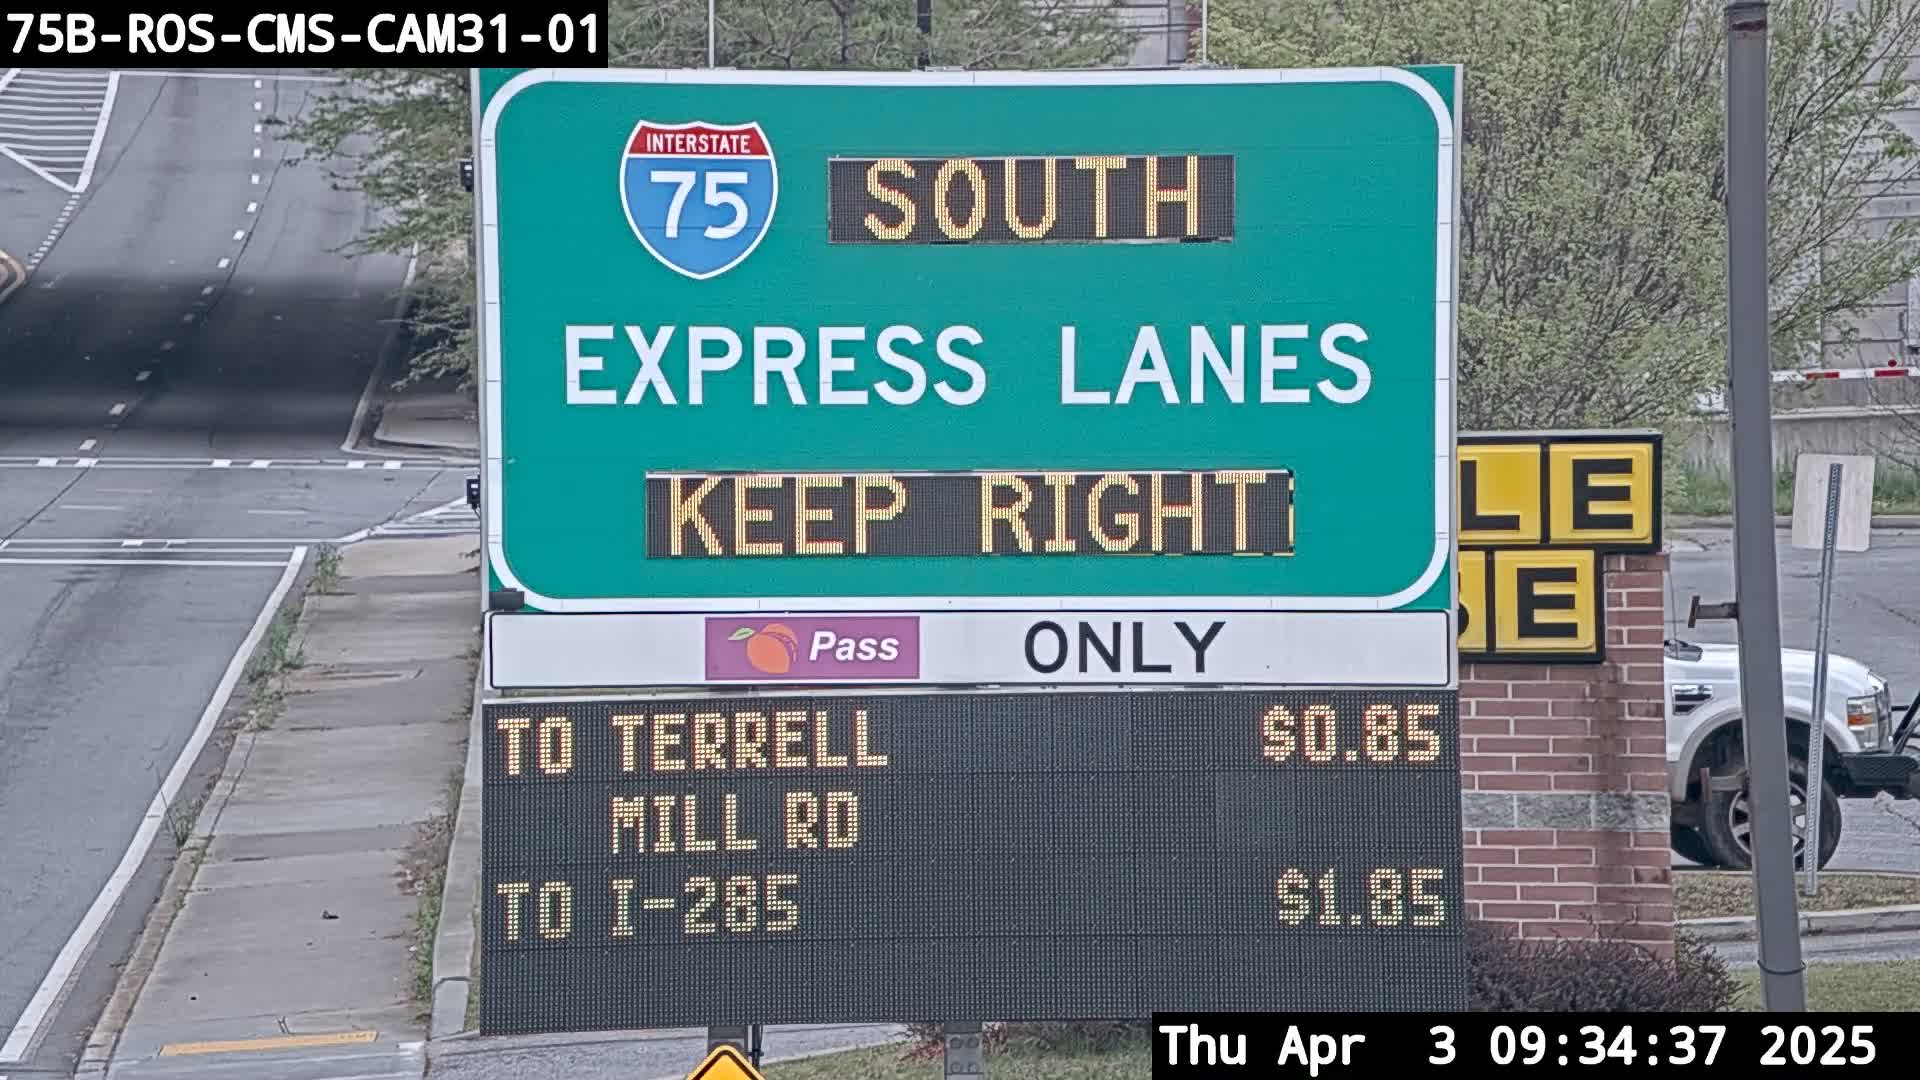 75B-ROS-CMS-CAM31-01
INTERSTATE
75
SOUTH
EXPRESS LANES
KEEP RIGHT
Pass ONLY
TO TERRELL $0.85
MILL RD
TO I-285 $1.85
LE
E
Thu Apr 3 09:34:37 2025